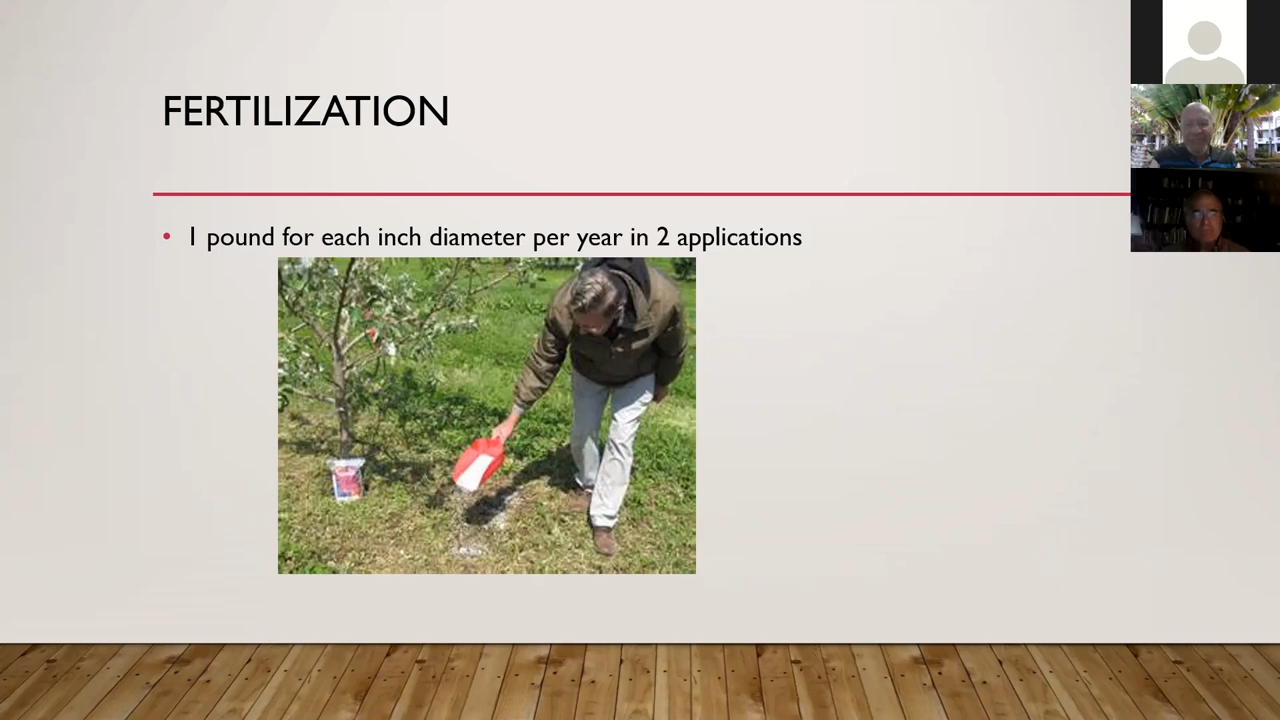 FERTILIZATION
• 1 pound for each inch diameter per year in 2 applications